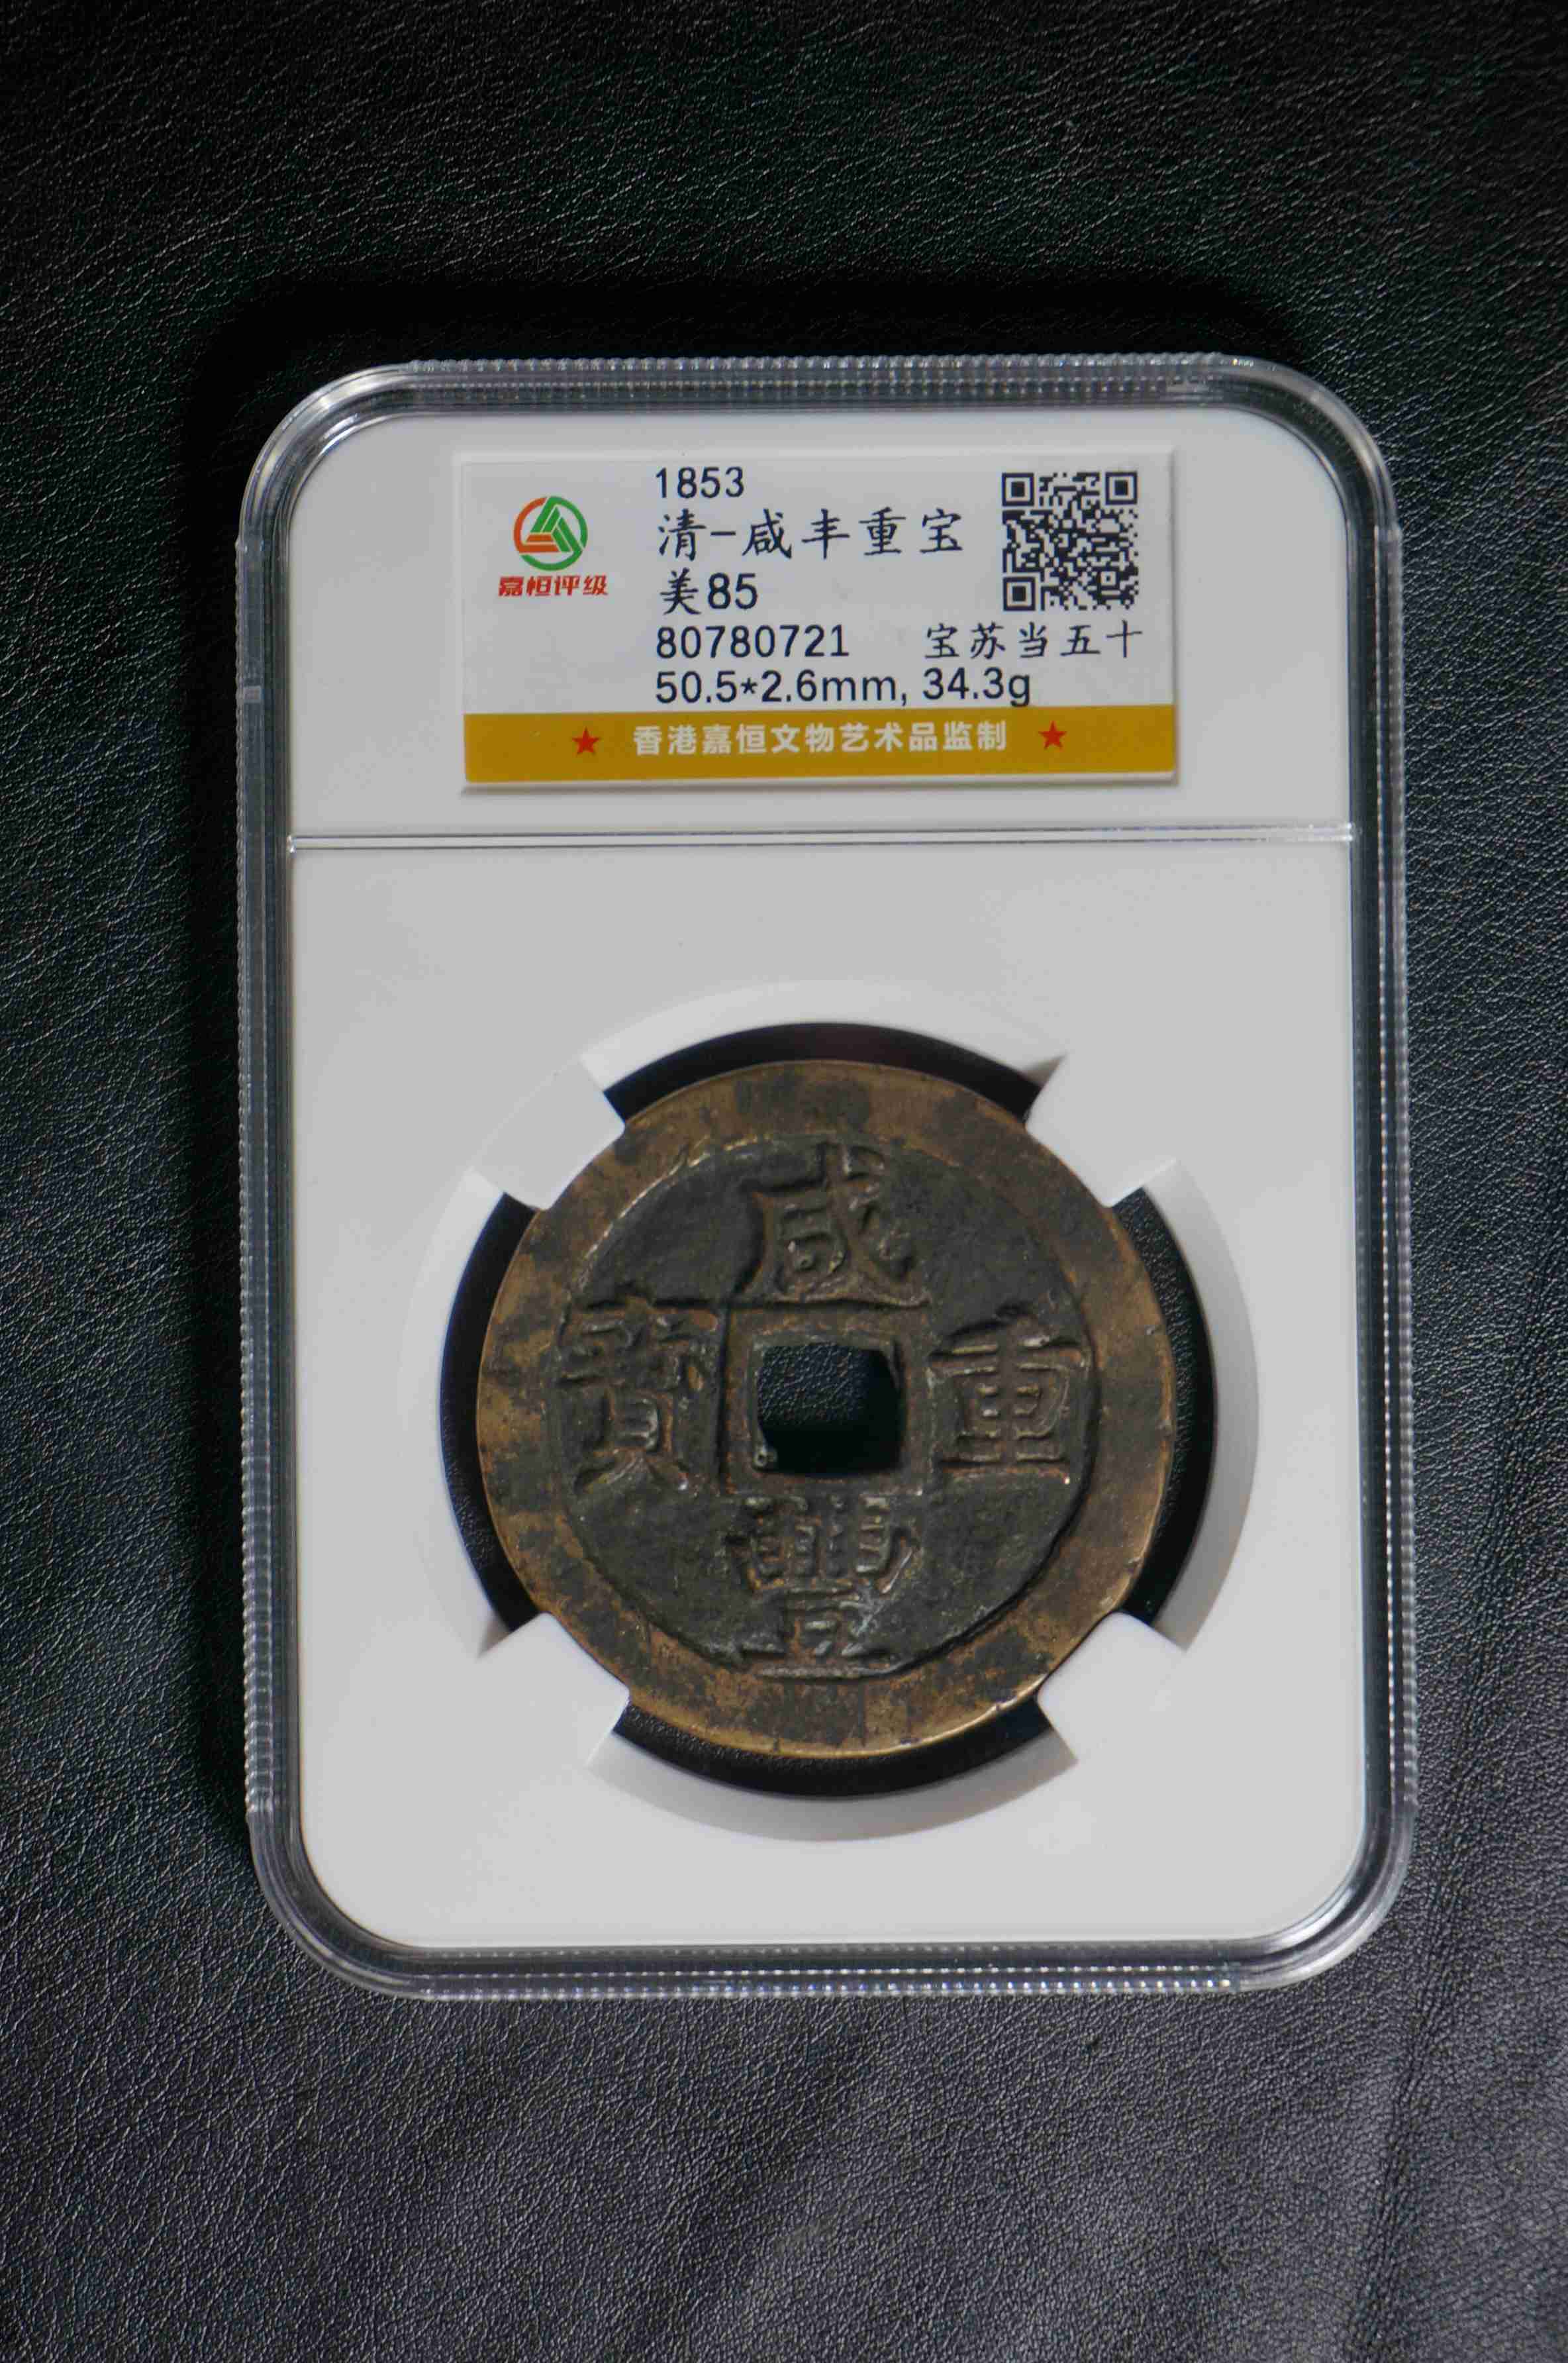 1853
清-咸丰重宝
美85
嘉恒评级
80780721 宝苏当五十
50.5*2.6mm, 34.3g
★ 香港嘉恒文物艺术品监制 ★
咸
寶 重
豐